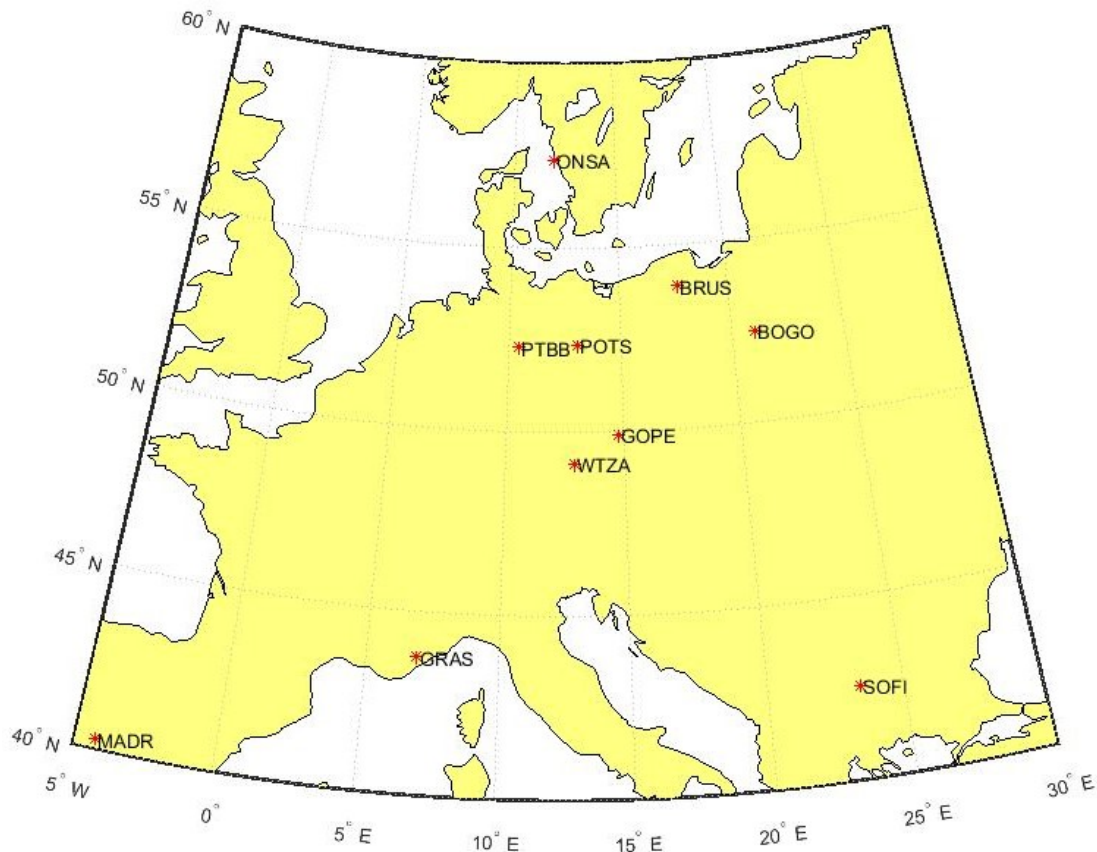 60° N
55° N
50° N
45° N
40° N
ONSA
BRUS
BOGO
PTBB
POTS
GOPE
WTZA
GRAS
SOFI
MADR
5° W
0°
5° E
10° E
15° E
20° E
25° E
30° E